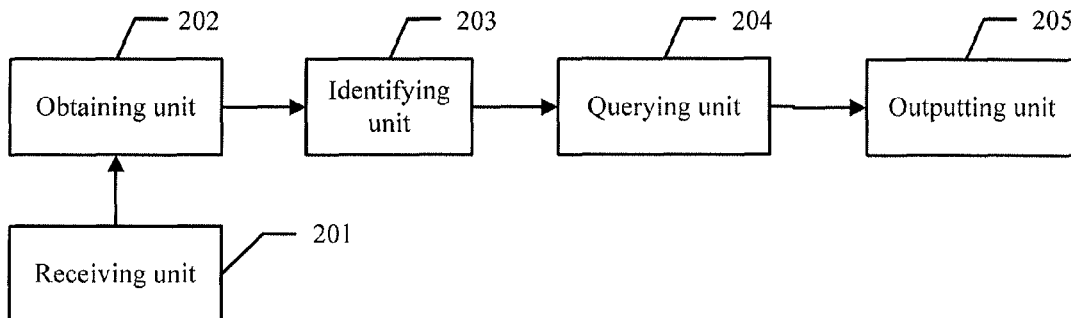 202
203
204
205
Obtaining unit
Identifying
unit
Querying unit
Outputting unit
201
Receiving unit